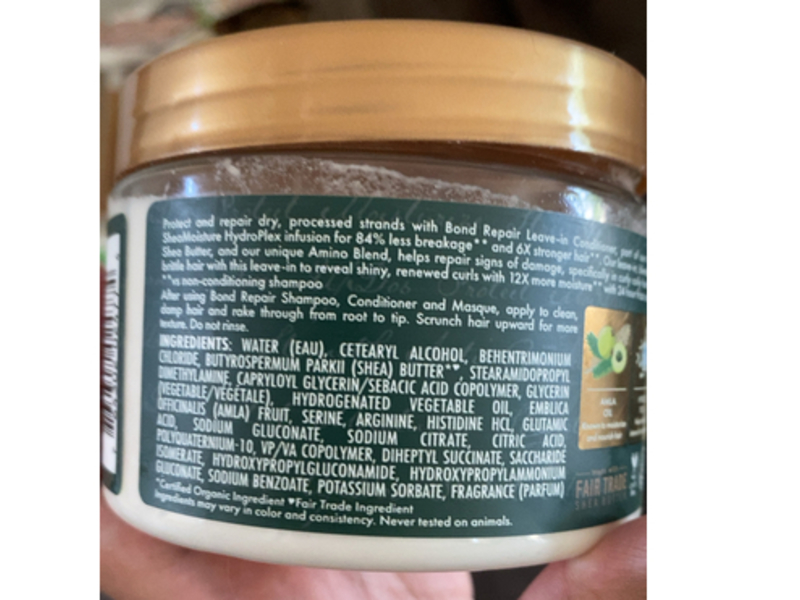 Protect and repair dry, processed strands with Bond Repair Leave-in Conditioner, part of our
SheaMoisture HydroPlex infusion for 84% less breakage** and 6X stronger hair**. Our
Shea Butter, and our unique Amino Blend, helps repair signs of damage, specifically in
brittle hair with this leave-in to reveal shiny, renewed curls with 12X more moisture** with 24
**vs non-conditioning shampoo
After using Bond Repair Shampoo, Conditioner and Masque, apply to clean,
damp hair and rake through from root to tip. Scrunch hair upward for more
texture. Do not rinse.
INGREDIENTS: WATER (EAU), CETEARYL ALCOHOL, BEHENTRIMONIUM
CHLORIDE, BUTYROSPERMUM PARKII (SHEA) BUTTER*♥, STEARAMIDOPROPYL
DIMETHYLAMINE, CAPRYLOYL GLYCERIN/SEBACIC ACID COPOLYMER, GLYCERIN
(VEGETABLE/VÉGÉTALE), HYDROGENATED VEGETABLE OIL, EMBLICA
OFFICINALIS (AMLA) FRUIT, SERINE, ARGININE, HISTIDINE HCL, GLUTAMIC
ACID, SODIUM GLUCONATE, SODIUM CITRATE, CITRIC ACID,
POLYQUATERNIUM-10, VP/VA COPOLYMER, DIHEPTYL SUCCINATE, SACCHARIDE
ISOMERATE, HYDROXYPROPYLGLUCONAMIDE, HYDROXYPROPYLAMMONIUM
GLUCONATE, SODIUM BENZOATE, POTASSIUM SORBATE, FRAGRANCE (PARFUM)
*Certified Organic Ingredient ♥Fair Trade Ingredient
Ingredients may vary in color and consistency. Never tested on animals.
AMLA
OIL
FAIR TRADE
SHEA BUTTER